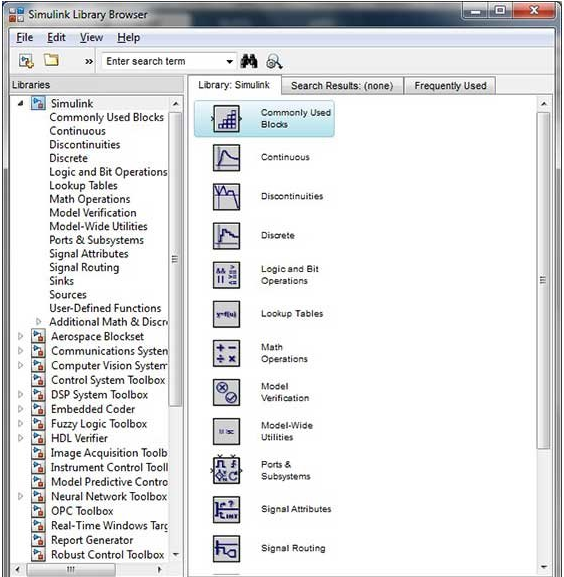 Simulink Library Browser
File Edit View Help
» Enter search term
Libraries
Library: Simulink Search Results: (none) Frequently Used
Simulink
Commonly Used Blocks
Continuous
Discontinuities
Discrete
Logic and Bit Operations
Lookup Tables
Math Operations
Model Verification
Model-Wide Utilities
Ports & Subsystems
Signal Attributes
Signal Routing
Sinks
Sources
User-Defined Functions
Additional Math & Discr
Aerospace Blockset
Communications System
Computer Vision System
Control System Toolbox
DSP System Toolbox
Embedded Coder
Fuzzy Logic Toolbox
HDL Verifier
Image Acquisition Toolb
Instrument Control Tooll
Model Predictive Contro
Neural Network Toolbox
OPC Toolbox
Real-Time Windows Targ
Report Generator
Robust Control Toolbox
Commonly Used
Blocks
Continuous
Discontinuities
Discrete
Logic and Bit
Operations
y=f(u)
Lookup Tables
Math
Operations
Model
Verification
Model-Wide
Utilities
Ports &
Subsystems
Signal Attributes
Signal Routing